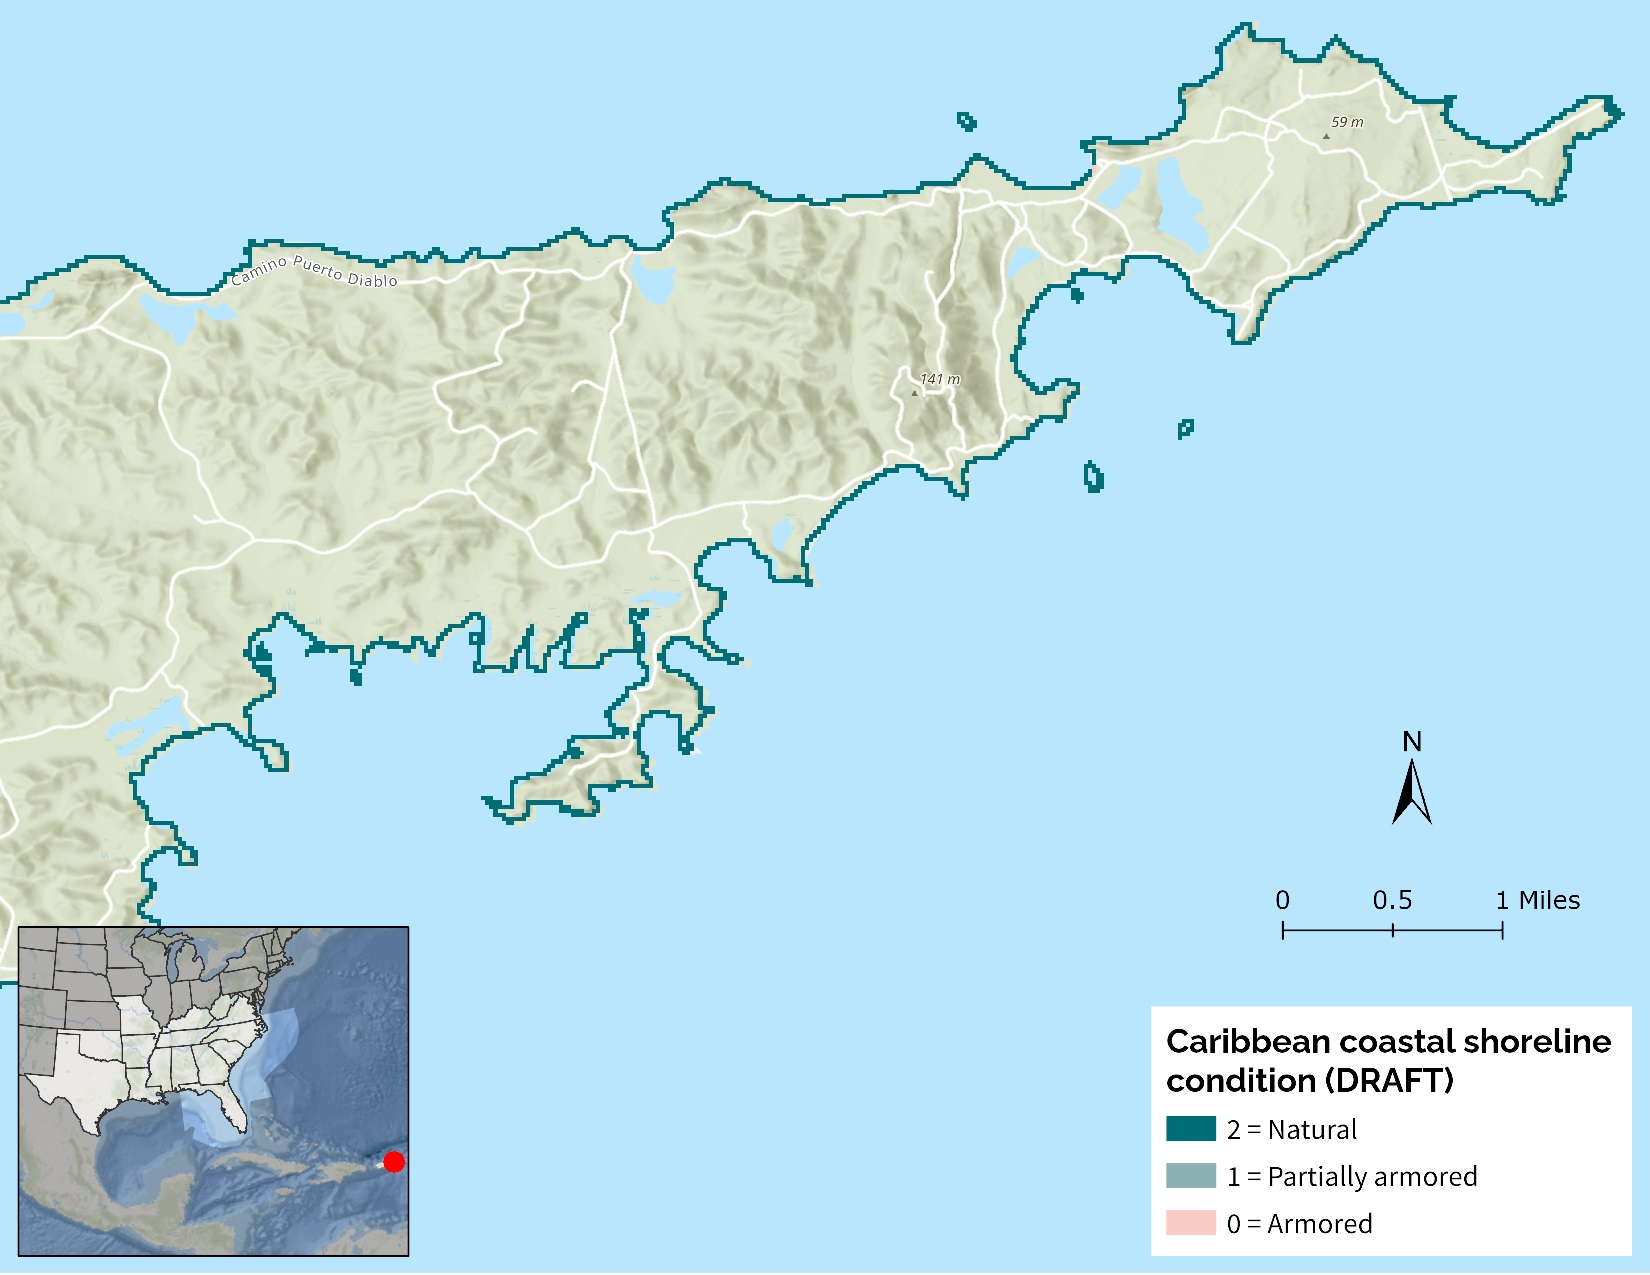 59 m
Camino Puerto Diablo
141 m
N
0 0.5 1 Miles
Caribbean coastal shoreline
condition (DRAFT)
2 = Natural
1 = Partially armored
0 = Armored